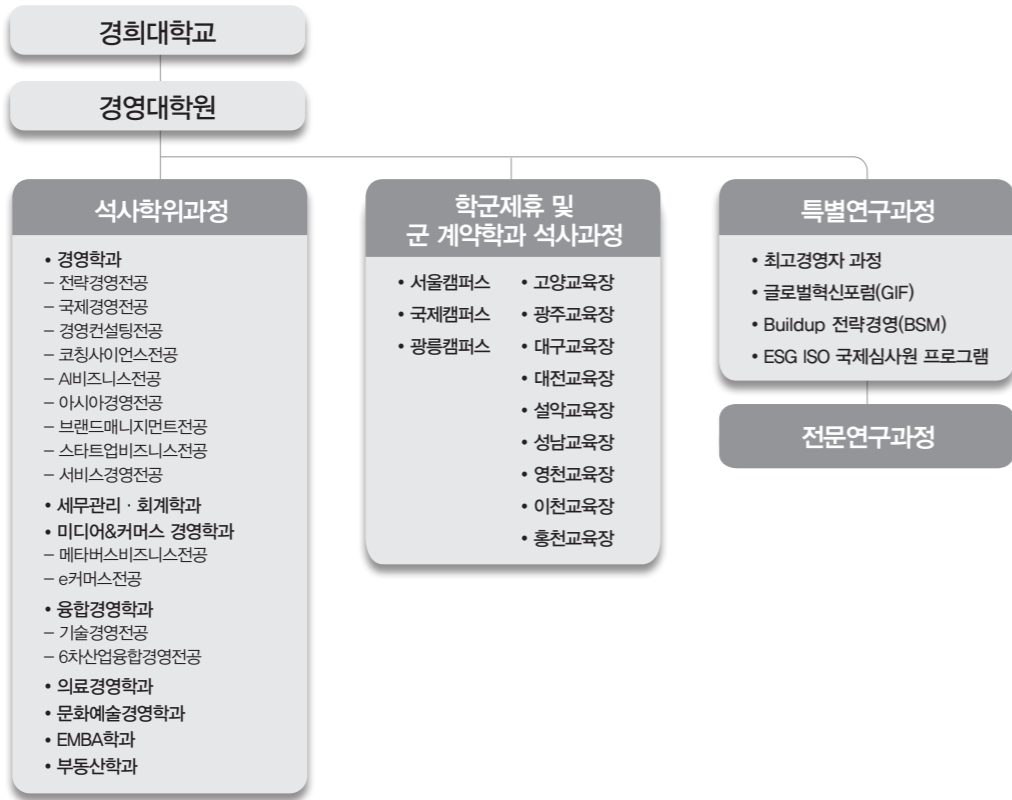 경희대학교
경영대학원
석사학위과정
• 경영학과
– 전략경영전공
– 국제경영전공
– 경영컨설팅전공
– 코칭사이언스전공
– AI비즈니스전공
– 아시아경영전공
– 브랜드매니지먼트전공
– 스타트업비즈니스전공
– 서비스경영전공
• 세무관리 · 회계학과
• 미디어&커머스 경영학과
– 메타버스비즈니스전공
– e커머스전공
• 융합경영학과
– 기술경영전공
– 6차산업융합경영전공
• 의료경영학과
• 문화예술경영학과
• EMBA학과
• 부동산학과
학군제휴 및
군 계약학과 석사과정
• 서울캠퍼스
• 국제캠퍼스
• 광릉캠퍼스
• 고양교육장
• 광주교육장
• 대구교육장
• 대전교육장
• 설악교육장
• 성남교육장
• 영천교육장
• 이천교육장
• 홍천교육장
특별연구과정
• 최고경영자 과정
• 글로벌혁신포럼(GIF)
• Buildup 전략경영(BSM)
• ESG ISO 국제심사원 프로그램
전문연구과정